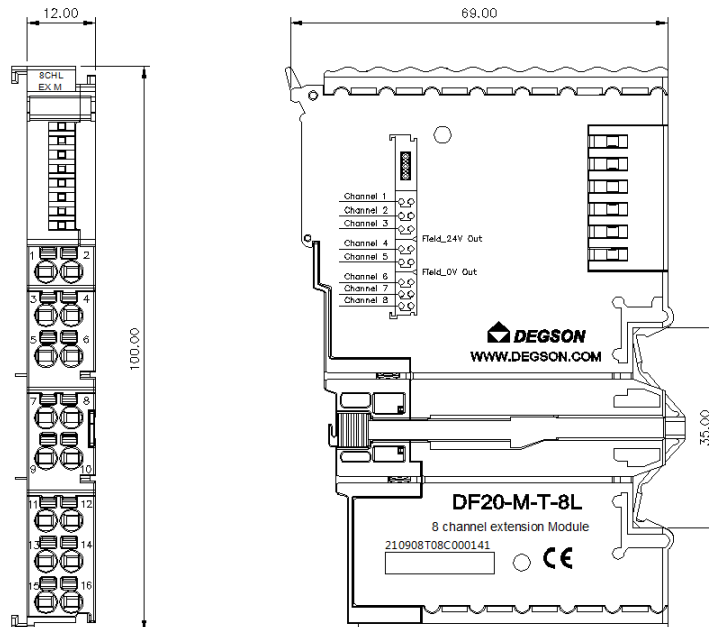 12.00
69.00
8CHL
EX M
100.00
1 2
3 4
5 6
7 8
9 10
11 12
13 14
15 16
Channel 1
Channel 2
Channel 3
Channel 4
Channel 5
Channel 6
Channel 7
Channel 8
Field_24V Out
Field_0V Out
DEGSON
WWW.DEGSON.COM
35.00
DF20-M-T-8L
8 channel extension Module
210908T08C000141
CE